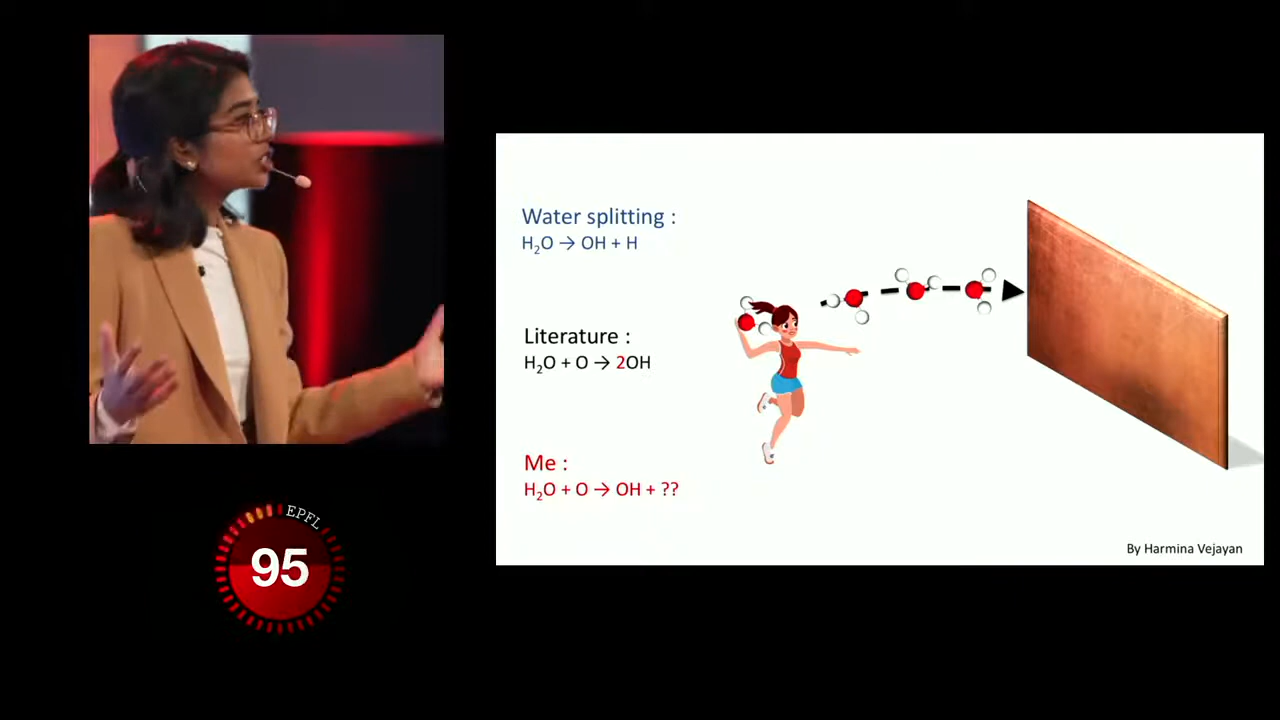 Water splitting :
H₂O → OH + H
Literature :
H₂O + O → 2OH
Me :
H₂O + O → OH + ??
By Harmina Vejayan
EPFL
95